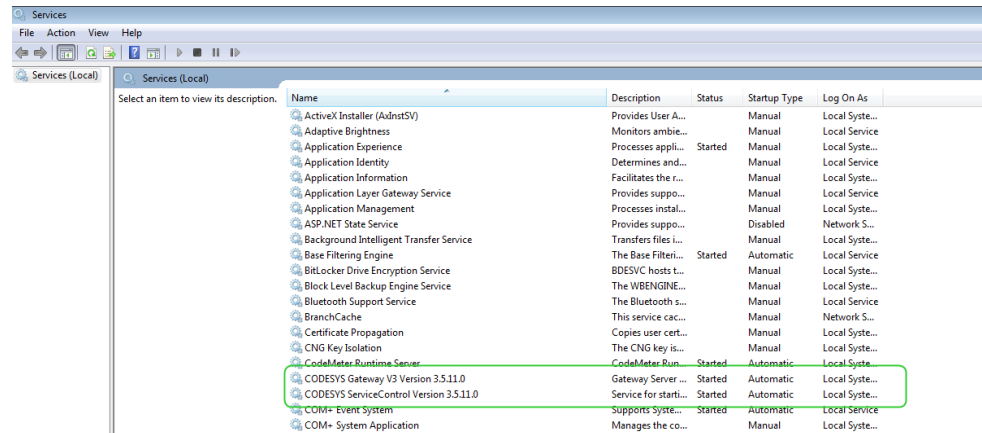 Services
File Action View Help
Services (Local)
Services (Local)
Select an item to view its description.
Name Description Status Startup Type Log On As
ActiveX Installer (AxInstSV) Provides User A... Manual Local Syste...
Adaptive Brightness Monitors ambie... Manual Local Service
Application Experience Processes appli... Started Manual Local Syste...
Application Identity Determines and... Manual Local Service
Application Information Facilitates the r... Manual Local Syste...
Application Layer Gateway Service Provides suppo... Manual Local Service
Application Management Processes instal... Manual Local Syste...
ASP.NET State Service Provides suppo... Disabled Network S...
Background Intelligent Transfer Service Transfers files i... Manual Local Syste...
Base Filtering Engine The Base Filteri... Started Automatic Local Service
BitLocker Drive Encryption Service BDESVC hosts t... Manual Local Syste...
Block Level Backup Engine Service The WBENGINE... Manual Local Syste...
Bluetooth Support Service The Bluetooth s... Manual Local Service
BranchCache This service cac... Manual Network S...
Certificate Propagation Copies user cert... Manual Local Syste...
CNG Key Isolation The CNG key is... Manual Local Syste...
CodeMeter Runtime Server CodeMeter Run... Started Automatic Local Syste...
CODESYS Gateway V3 Version 3.5.11.0 Gateway Server ... Started Automatic Local Syste...
CODESYS ServiceControl Version 3.5.11.0 Service for starti... Started Automatic Local Syste...
COM+ Event System Supports Syste... Started Automatic Local Service
COM+ System Application Manages the co... Manual Local Syste...